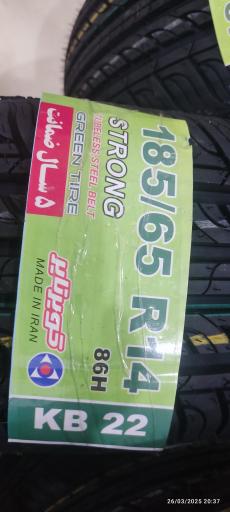 185/65 R14
86H
STRONG
TUBELESS STEEL BELT
GREEN TIRE
۵ سال ضمانت
کویر تایر
MADE IN IRAN
KB 22
26/03/2025 20:37